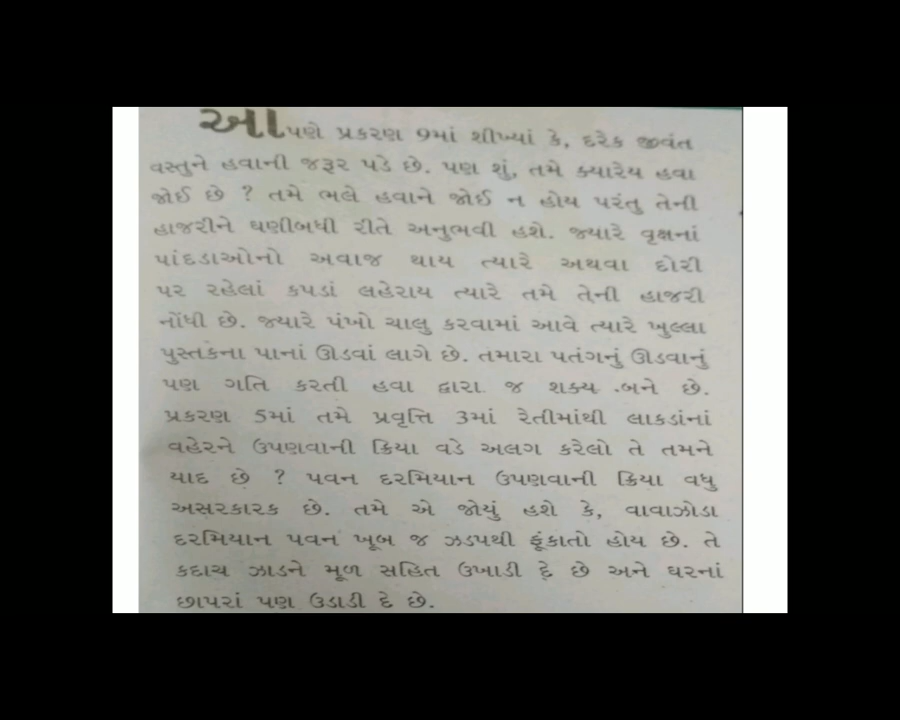 આપણે પ્રકરણ 9માં શીખ્યાં કે, દરેક જીવંત
વસ્તુને હવાની જરૂર પડે છે. પણ શું, તમે ક્યારેય હવા
જોઈ છે ? તમે ભલે હવાને જોઈ ન હોય પરંતુ તેની
હાજરીને ઘણીબધી રીતે અનુભવી હશે. જ્યારે વૃક્ષનાં
પાંદડાઓનો અવાજ થાય ત્યારે અથવા દોરી
પર રહેલાં કપડાં લહેરાય ત્યારે તમે તેની હાજરી
નોંધી છે. જ્યારે પંખો ચાલુ કરવામાં આવે ત્યારે ખુલ્લા
પુસ્તકના પાનાં ઊડવાં લાગે છે. તમારા પતંગનું ઊડવાનું
પણ ગતિ કરતી હવા દ્વારા જ શક્ય બને છે.
પ્રકરણ 5માં તમે પ્રવૃત્તિ 3માં રેતીમાંથી લાકડાંનાં
વહેરને ઉપણવાની ક્રિયા વડે અલગ કરેલો તે તમને
યાદ છે ? પવન દરમિયાન ઉપણવાની ક્રિયા વધુ
અસરકારક છે. તમે એ જોયું હશે કે, વાવાઝોડા
દરમિયાન પવન ખૂબ જ ઝડપથી ફૂંકાતો હોય છે. તે
કદાચ ઝાડને મૂળ સહિત ઉખાડી દે છે અને ઘરનાં
છાપરાં પણ ઉડાડી દે છે.